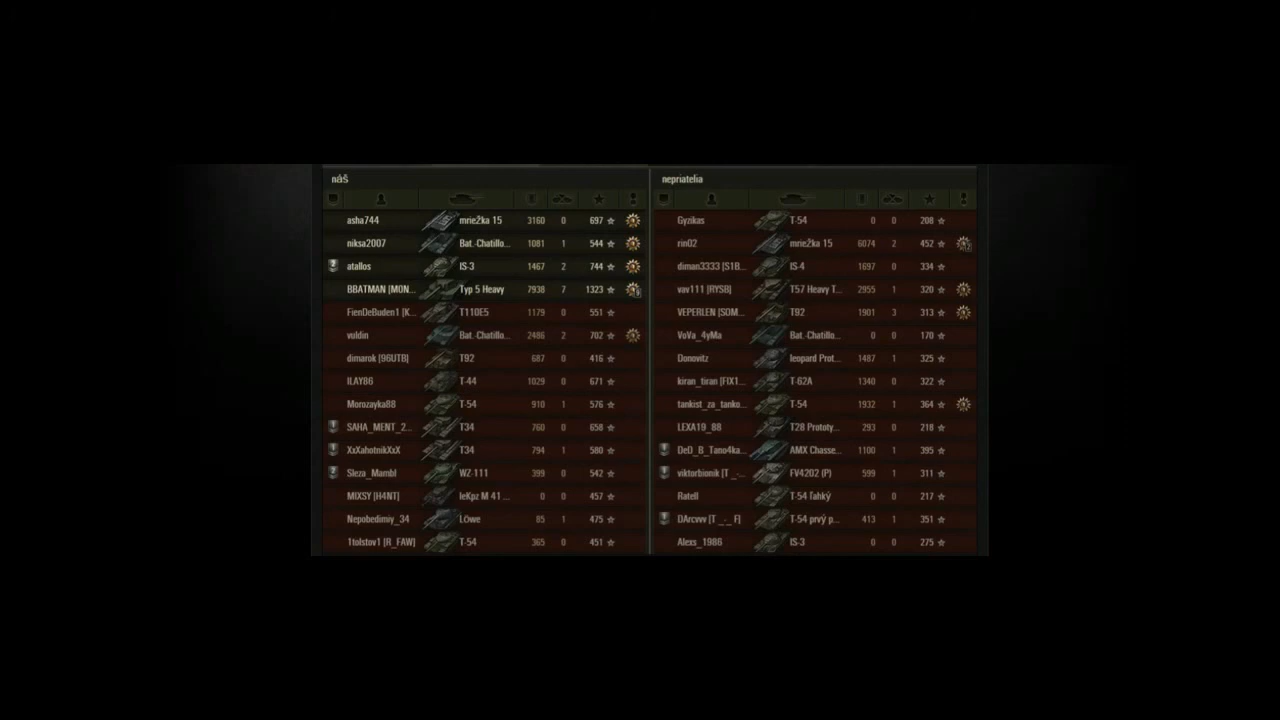 náš nepriatelia
asha744 mriežka 15 3160 0 697 Gyzikas T-54 0 0 208
niksa2007 Bat.-Chatillo... 1081 1 544 rin02 mriežka 15 6074 2 452
2 atallos IS-3 1467 2 744 diman3333 [S1B... IS-4 1697 0 334
BBATMAN [MON... Typ 5 Heavy 7938 7 1323 vav111 [RYSB] T57 Heavy T... 2955 1 320
FienDeBuden1 [K... T110E5 1179 0 551 VEPERLEN [SOM... T92 1901 3 313
vuldin Bat.-Chatillo... 2486 2 702 VoVa_4yMa Bat.-Chatillo... 0 0 170
dimarok [96UTB] T92 687 0 416 Donovitz leopard Prot... 1487 1 325
ILAY86 T-44 1029 0 671 kiran_tiran [FIX1... T-62A 1340 0 322
Morozayka88 T-54 910 1 576 tankist_za_tanko... T-54 1932 1 364
SAHA_MENT_2... T34 760 0 658 LEXA19_88 T28 Prototy... 293 0 218
XxXahotnikXxX T34 794 1 580 DeD_B_Tano4ka... AMX Chasse... 1100 1 395
2 Sleza_Mambl WZ-111 399 0 542 viktorbionik [T_-... FV4202 (P) 599 1 311
MIXSY [H4NT] leKpz M 41 ... 0 0 457 Ratell T-54 ľahký 0 0 217
Nepobedimiy_34 Löwe 85 1 475 DArcvvv [T_-_F] T-54 prvý p... 413 1 351
1tolstov1 [R_FAW] T-54 365 0 451 Alexs_1986 IS-3 0 0 275